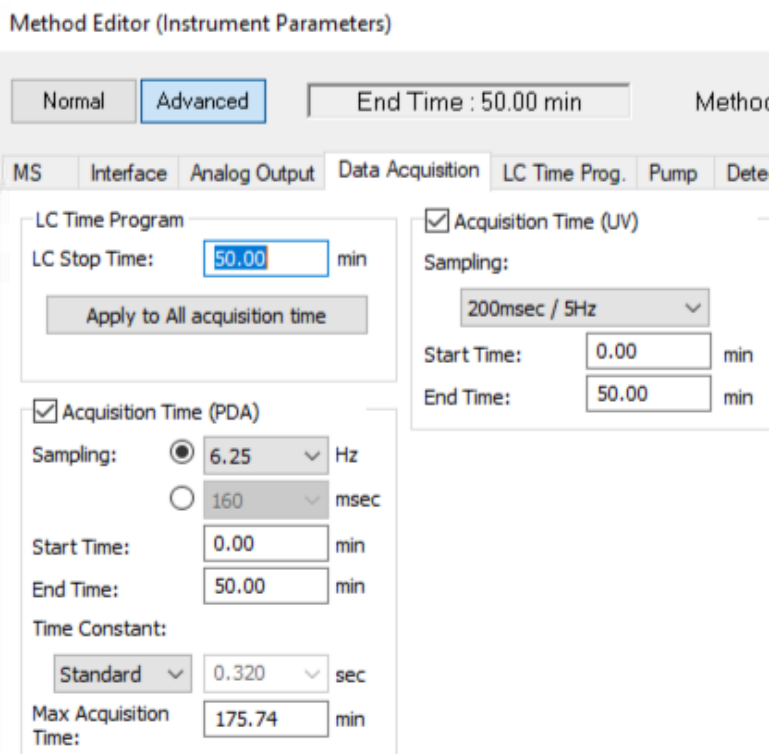 Method Editor (Instrument Parameters)
Normal Advanced End Time : 50.00 min
MS Interface Analog Output Data Acquisition LC Time Prog. Pump
LC Time Program
LC Stop Time: 50.00 min
Apply to All acquisition time
Acquisition Time (PDA)
Sampling: 6.25 Hz
160 msec
Start Time: 0.00 min
End Time: 50.00 min
Time Constant:
Standard 0.320 sec
Max Acquisition
Time: 175.74 min
Acquisition Time (UV)
Sampling:
200msec / 5Hz
Start Time: 0.00 min
End Time: 50.00 min